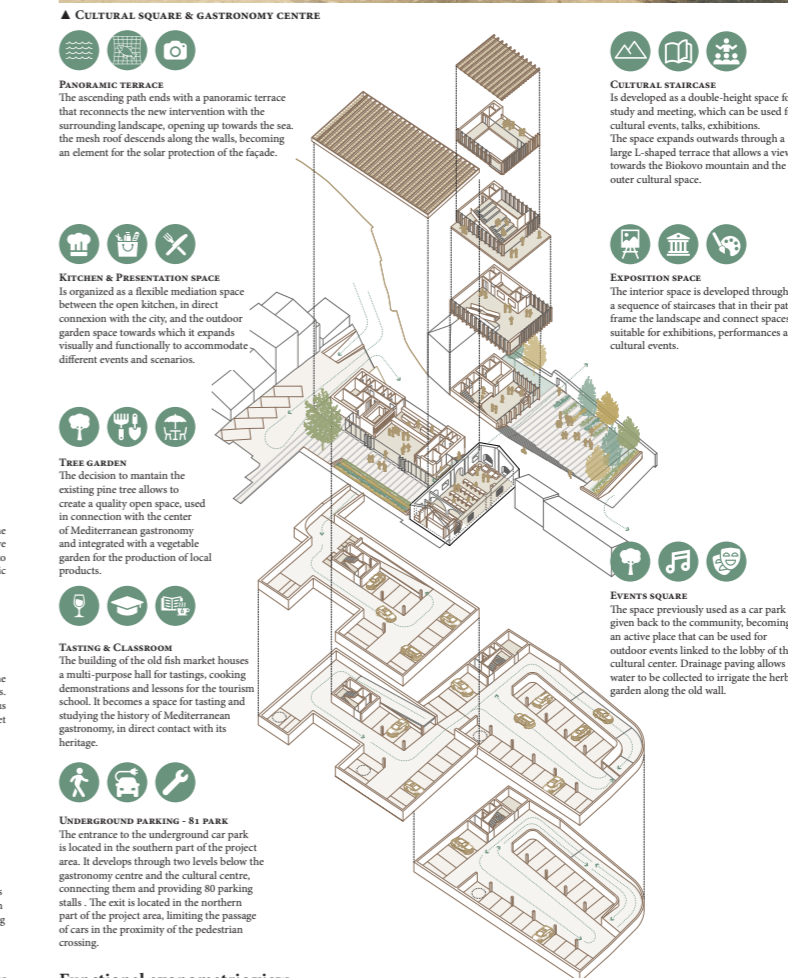 ▲ Cultural square & gastronomy centre
Panoramic terrace
The ascending path ends with a panoramic terrace
that reconnects the new intervention with the
surrounding landscape, opening up towards the sea.
the mesh roof descends along the walls, becoming
an element for the solar protection of the façade.
Kitchen & Presentation space
Is organized as a flexible mediation space
between the open kitchen, in direct
connexion with the city, and the outdoor
garden space towards which it expands
visually and functionally to accommodate
different events and scenarios.
Tree garden
The decision to mantain the
existing pine tree allows to
create a quality open space, used
in connection with the center
of Mediterranean gastronomy
and integrated with a vegetable
garden for the production of local
products.
Tasting & Classroom
The building of the old fish market houses
a multi-purpose hall for tastings, cooking
demonstrations and lessons for the tourism
school. It becomes a space for tasting and
studying the history of Mediterranean
gastronomy, in direct contact with its
heritage.
Underground parking - 81 park
The entrance to the underground car park
is located in the southern part of the project
area. It develops through two levels below the
gastronomy centre and the cultural centre,
connecting them and providing 80 parking
stalls . The exit is located in the northern
part of the project area, limiting the passage
of cars in the proximity of the pedestrian
crossing.
Cultural staircase
Is developed as a double-height space
study and meeting, which can be used
cultural events, talks, exhibitions.
The space expands outwards through a
large L-shaped terrace that allows a
towards the Biokovo mountain and the
outer cultural space.
Exposition space
The interior space is developed through
a sequence of staircases that in their
frame the landscape and connect spaces
suitable for exhibitions, performances
cultural events.
Events square
The space previously used as a car park
given back to the community, becoming
an active place that can be used for
outdoor events linked to the lobby of
cultural center. Drainage paving allows
water to be collected to irrigate the
garden along the old wall.